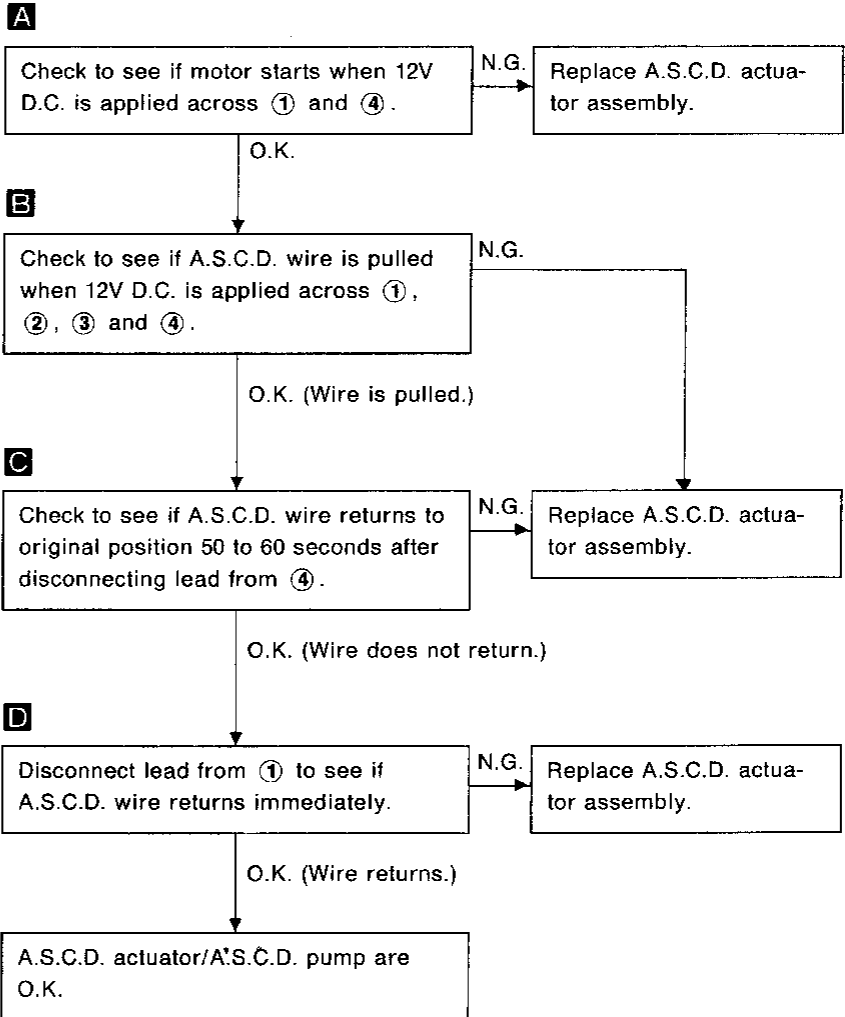 A
Check to see if motor starts when 12V
D.C. is applied across ① and ④.
N.G.
Replace A.S.C.D. actua-
tor assembly.
O.K.
B
Check to see if A.S.C.D. wire is pulled
when 12V D.C. is applied across ①,
②, ③ and ④.
N.G.
O.K. (Wire is pulled.)
C
Check to see if A.S.C.D. wire returns to
original position 50 to 60 seconds after
disconnecting lead from ④.
N.G.
Replace A.S.C.D. actua-
tor assembly.
O.K. (Wire does not return.)
D
Disconnect lead from ① to see if
A.S.C.D. wire returns immediately.
N.G.
Replace A.S.C.D. actua-
tor assembly.
O.K. (Wire returns.)
A.S.C.D. actuator/A.S.C.D. pump are
O.K.